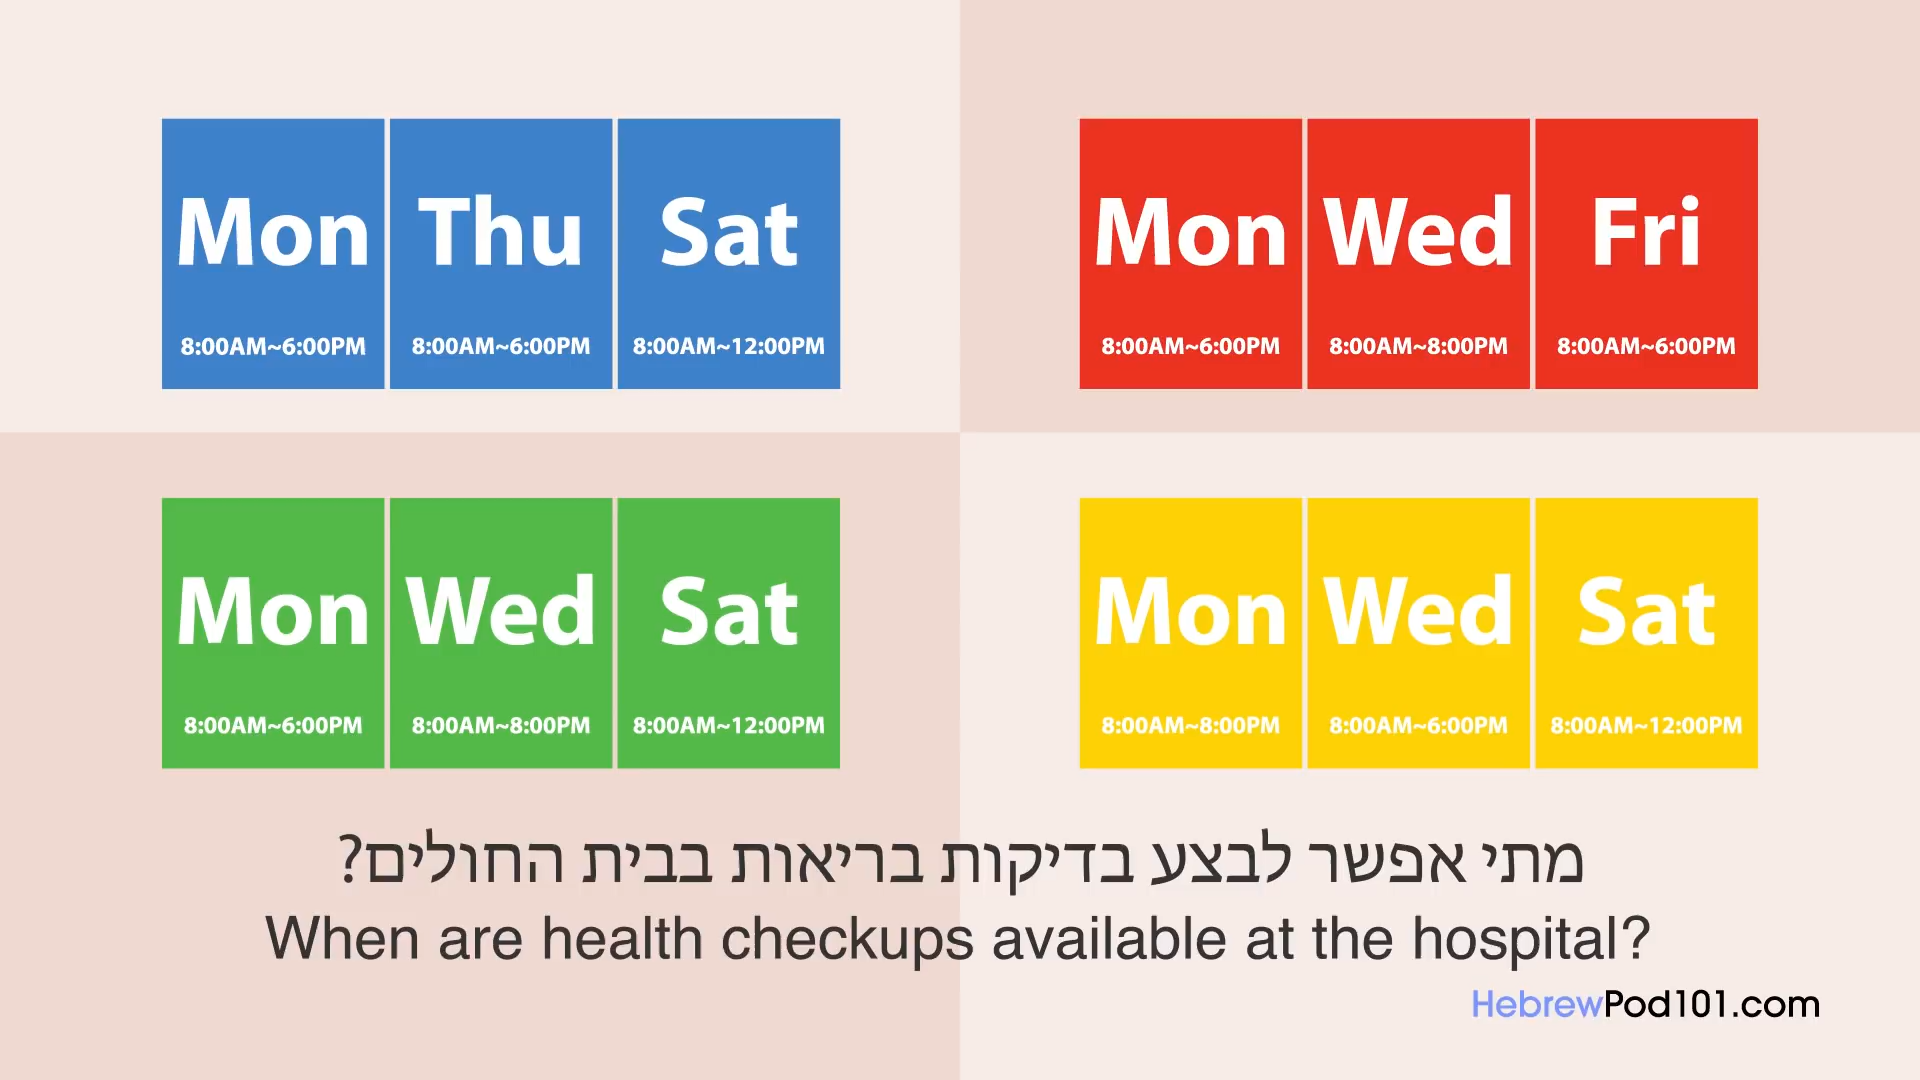 Mon Thu Sat
8:00AM~6:00PM 8:00AM~6:00PM 8:00AM~12:00PM
Mon Wed Fri
8:00AM~6:00PM 8:00AM~8:00PM 8:00AM~6:00PM
Mon Wed Sat
8:00AM~6:00PM 8:00AM~8:00PM 8:00AM~12:00PM
Mon Wed Sat
8:00AM~8:00PM 8:00AM~6:00PM 8:00AM~12:00PM
מתי אפשר לבצע בדיקות בריאות בבית החולים?
When are health checkups available at the hospital?
HebrewPod101.com